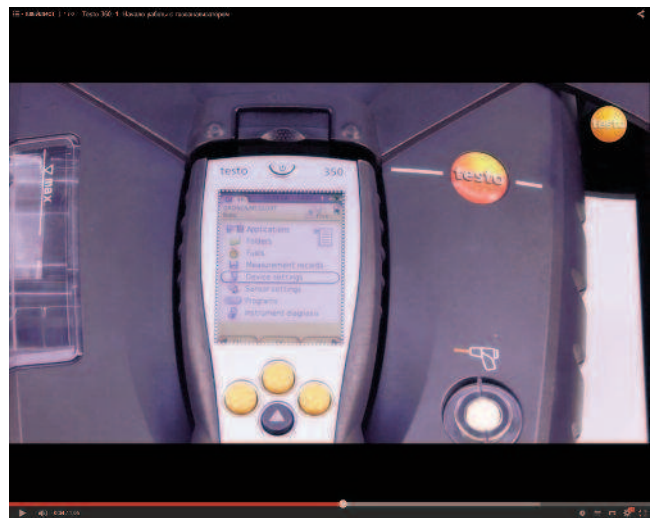 Testo 350 1 Начало работы с газоанализатором
testo
350
testo
testo
max
Applications
Folders
Fuels
Measurement records
Device settings
Sensor settings
Programs
Instrument diagnosis